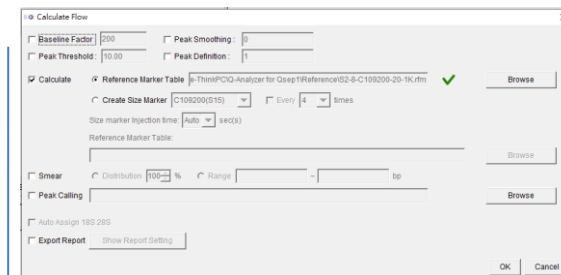 Calculate Flow
Baseline Factor 200 Peak Smoothing : 0
Peak Threshold : 10.00 Peak Definition : 1
Calculate Reference Marker Table e-ThinkPC\Q-Analyzer for Qsep1\Reference\S2-8-C109200-20-1K.rfm Browse
Create Size Marker C109200(S15) Every 4 times
Size marker Injection time: Auto sec(s)
Reference Marker Table:
Browse
Smear Distribution 100 % Range ~ bp
Peak Calling Browse
Auto Assign 18S 28S
Export Report Show Report Setting
OK Cancel